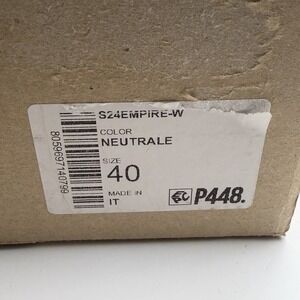 S24EMPIRE-W
COLOR
NEUTRALE
SIZE
40
MADE IN
IT
P448.
8059697140799